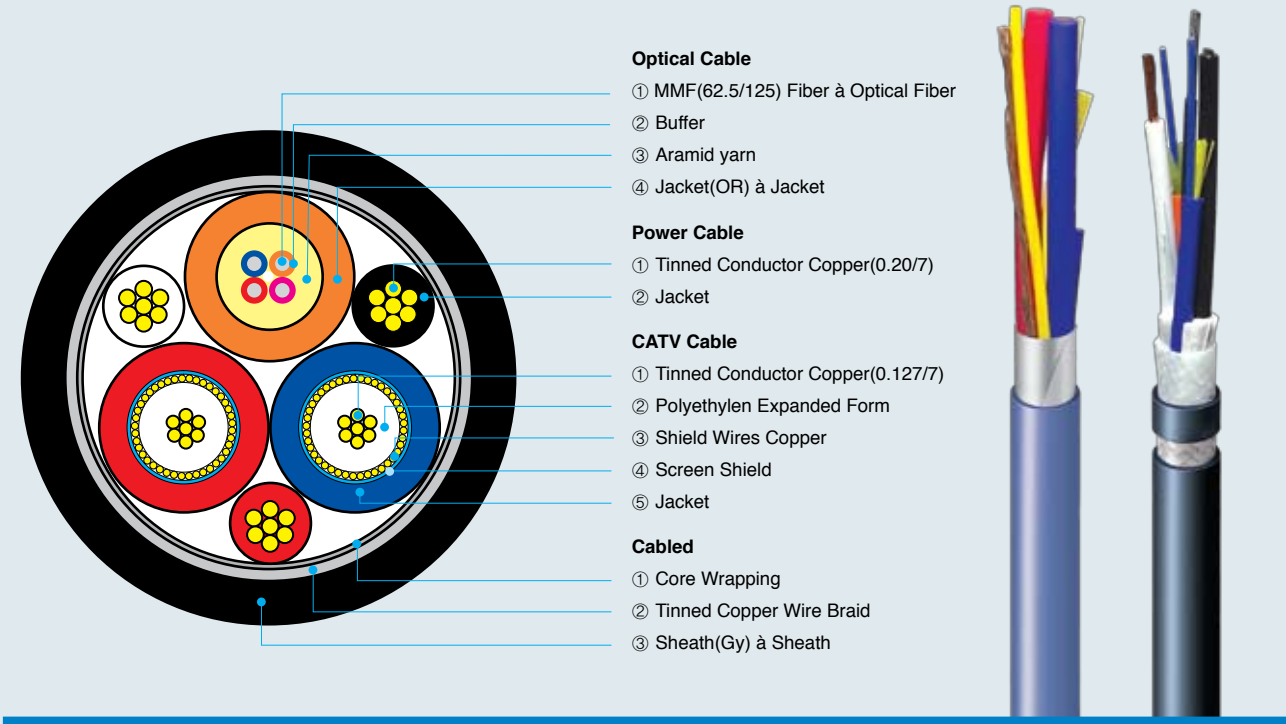 Optical Cable
① MMF(62.5/125) Fiber à Optical Fiber
② Buffer
③ Aramid yarn
④ Jacket(OR) à Jacket
Power Cable
① Tinned Conductor Copper(0.20/7)
② Jacket
CATV Cable
① Tinned Conductor Copper(0.127/7)
② Polyethylen Expanded Form
③ Shield Wires Copper
④ Screen Shield
⑤ Jacket
Cabled
① Core Wrapping
② Tinned Copper Wire Braid
③ Sheath(Gy) à Sheath